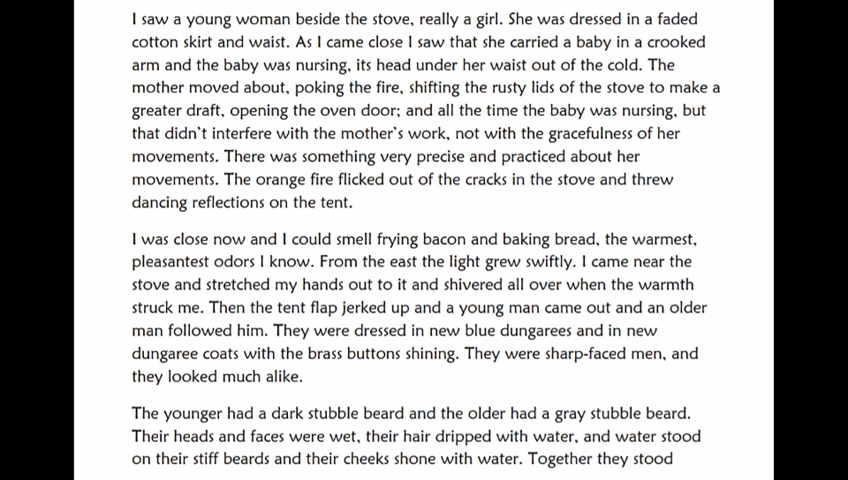 I saw a young woman beside the stove, really a girl. She was dressed in a faded
cotton skirt and waist. As I came close I saw that she carried a baby in a crooked
arm and the baby was nursing, its head under her waist out of the cold. The
mother moved about, poking the fire, shifting the rusty lids of the stove to make a
greater draft, opening the oven door; and all the time the baby was nursing, but
that didn't interfere with the mother's work, not with the gracefulness of her
movements. There was something very precise and practiced about her
movements. The orange fire flicked out of the cracks in the stove and threw
dancing reflections on the tent.
I was close now and I could smell frying bacon and baking bread, the warmest,
pleasantest odors I know. From the east the light grew swiftly. I came near the
stove and stretched my hands out to it and shivered all over when the warmth
struck me. Then the tent flap jerked up and a young man came out and an older
man followed him. They were dressed in new blue dungarees and in new
dungaree coats with the brass buttons shining. They were sharp-faced men, and
they looked much alike.
The younger had a dark stubble beard and the older had a gray stubble beard.
Their heads and faces were wet, their hair dripped with water, and water stood
on their stiff beards and their cheeks shone with water. Together they stood